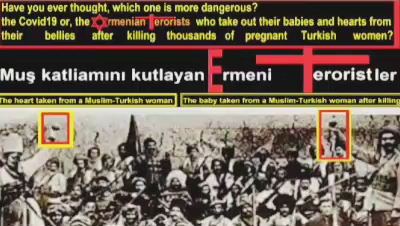 Have you ever thought, which one is more dangerous?
the Covid19 or, the Armenian Terorists who take out their babies and hearts from
their bellies after killing thousands of pregnant Turkish women?
Muş katliamını kutlayan Ermeni Teroristler
The heart taken from a Muslim-Turkish woman
The baby taken from a Muslim-Turkish woman after killing